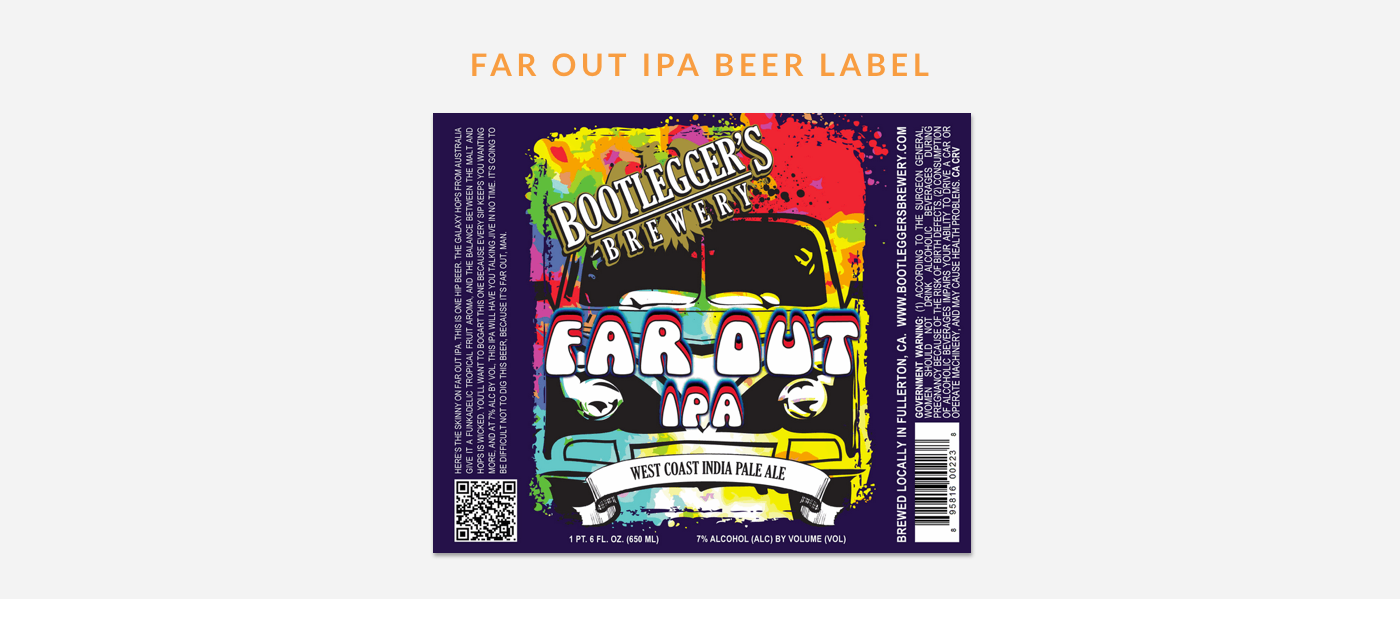 FAR OUT IPA BEER LABEL
HERE'S THE SKINNY ON FAR OUT IPA. THIS IS ONE HIP BEER. THE GALAXY HOPS FROM AUSTRALIA
GIVE IT A FUNKADELIC TROPICAL FRUIT AROMA, AND THE BALANCE BETWEEN THE MALT AND
HOPS IS WICKED. YOU'LL WANT TO BOGART THIS ONE BECAUSE EVERY SIP KEEPS YOU WANTING
MORE, AND AT 7% ALC BY VOL. THIS IPA WILL HAVE YOU TALKING JIVE IN NO TIME. IT'S GOING TO
BE DIFFICULT NOT TO DIG THIS BEER, BECAUSE IT'S FAR OUT, MAN.
BOOTLEGGER'S
BREWERY
FAR OUT
IPA
WEST COAST INDIA PALE ALE
1 PT. 6 FL. OZ. (650 ML)
7% ALCOHOL (ALC) BY VOLUME (VOL)
BREWED LOCALLY IN FULLERTON, CA. WWW.BOOTLEGGERSBREWERY.COM
GOVERNMENT WARNING: (1) ACCORDING TO THE SURGEON GENERAL,
WOMEN SHOULD NOT DRINK ALCOHOLIC BEVERAGES DURING
PREGNANCY BECAUSE OF THE RISK OF BIRTH DEFECTS. (2) CONSUMPTION
OF ALCOHOLIC BEVERAGES IMPAIRS YOUR ABILITY TO DRIVE A CAR OR
OPERATE MACHINERY, AND MAY CAUSE HEALTH PROBLEMS. CA CRV
8 95816 00223 8